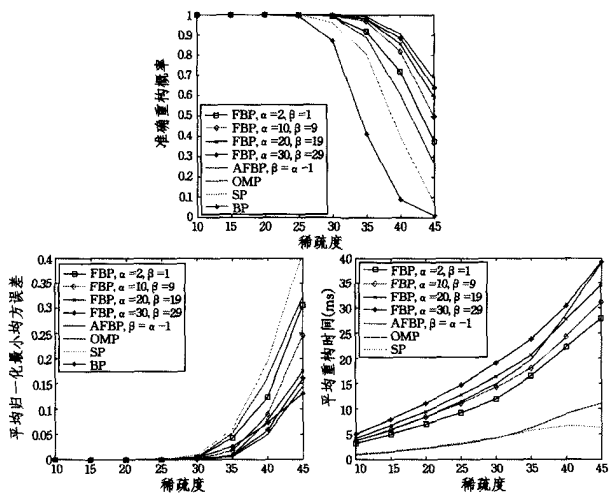 准确重构概率
1
0.9
0.8
0.7
0.6
0.5
0.4
0.3
0.2
0.1
0
FBP, α=2, β=1
FBP, α=10, β=9
FBP, α=20, β=19
FBP, α=30, β=29
AFBP, β=α-1
OMP
SP
BP
10 15 20 25 30 35 40 45
稀疏度
平均归一化最小均方误差
0.4
0.35
0.3
0.25
0.2
0.15
0.1
0.05
0
FBP, α=2, β=1
FBP, α=10, β=9
FBP, α=20, β=19
FBP, α=30, β=29
AFBP, β=α-1
OMP
SP
BP
10 15 20 25 30 35 40 45
稀疏度
平均重构时间(ms)
40
35
30
25
20
15
10
5
0
FBP, α=2, β=1
FBP, α=10, β=9
FBP, α=20, β=19
FBP, α=30, β=29
AFBP, β=α-1
OMP
SP
10 15 20 25 30 35 40 45
稀疏度